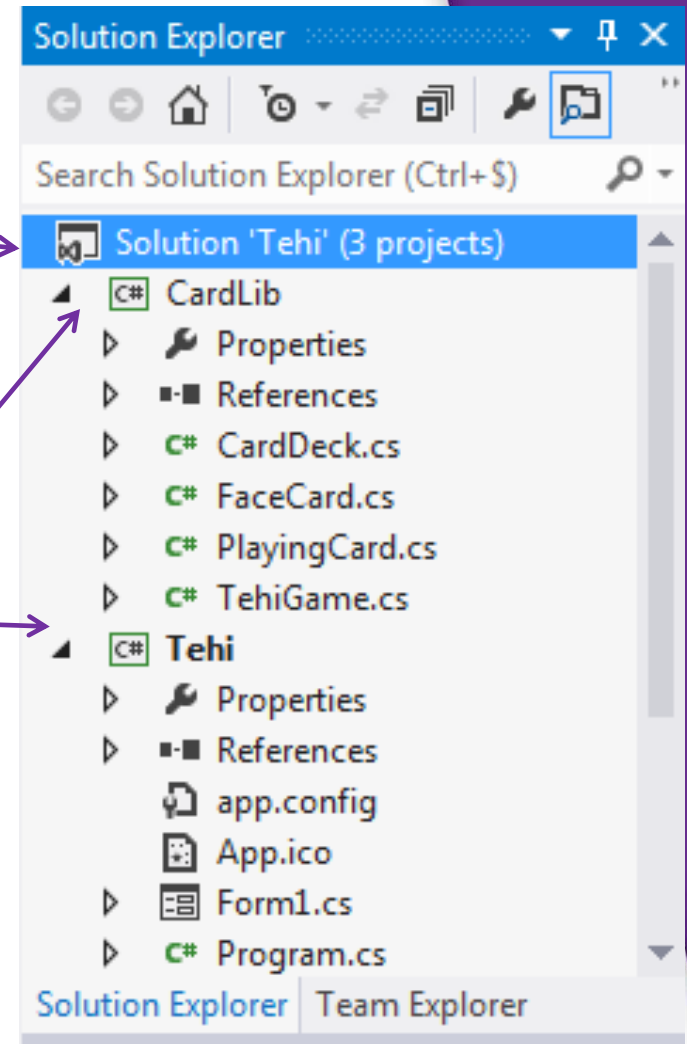 Solution Explorer
Search Solution Explorer (Ctrl+$)
Solution 'Tehi' (3 projects)
C# CardLib
Properties
References
C# CardDeck.cs
C# FaceCard.cs
C# PlayingCard.cs
C# TehiGame.cs
C# Tehi
Properties
References
app.config
App.ico
Form1.cs
C# Program.cs
Solution Explorer Team Explorer